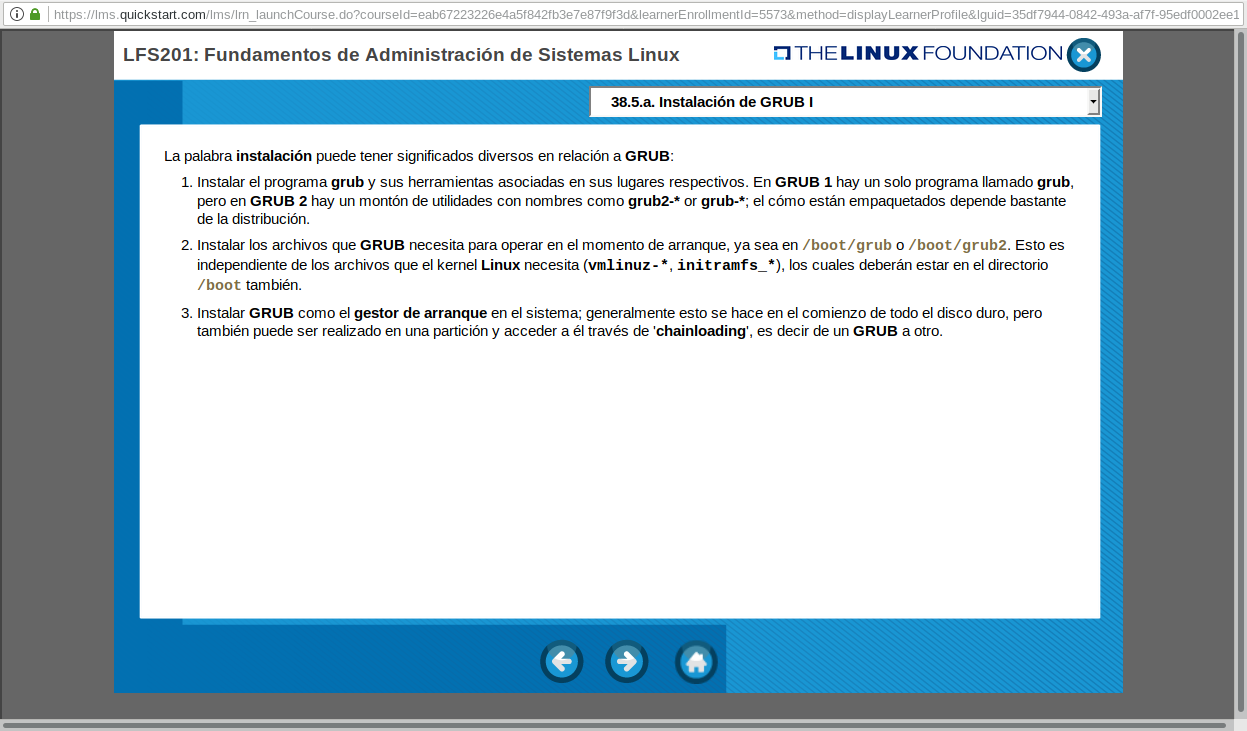 https://lms.quickstart.com/lms/lrn_launchCourse.do?courseId=eab67223226e4a5f842fb3e7e87f9f3d&learnerEnrollmentId=5573&method=displayLearnerProfile&lguid=35df7944-0842-493a-af7f-95edf0002ee1
LFS201: Fundamentos de Administración de Sistemas Linux
THE LINUX FOUNDATION
38.5.a. Instalación de GRUB I
La palabra instalación puede tener significados diversos en relación a GRUB:
1. Instalar el programa grub y sus herramientas asociadas en sus lugares respectivos. En GRUB 1 hay un solo programa llamado grub,
pero en GRUB 2 hay un montón de utilidades con nombres como grub2-* or grub-*; el cómo están empaquetados depende bastante
de la distribución.
2. Instalar los archivos que GRUB necesita para operar en el momento de arranque, ya sea en /boot/grub o /boot/grub2. Esto es
independiente de los archivos que el kernel Linux necesita (vmlinuz-*, initramfs_*), los cuales deberán estar en el directorio
/boot también.
3. Instalar GRUB como el gestor de arranque en el sistema; generalmente esto se hace en el comienzo de todo el disco duro, pero
también puede ser realizado en una partición y acceder a él través de 'chainloading', es decir de un GRUB a otro.